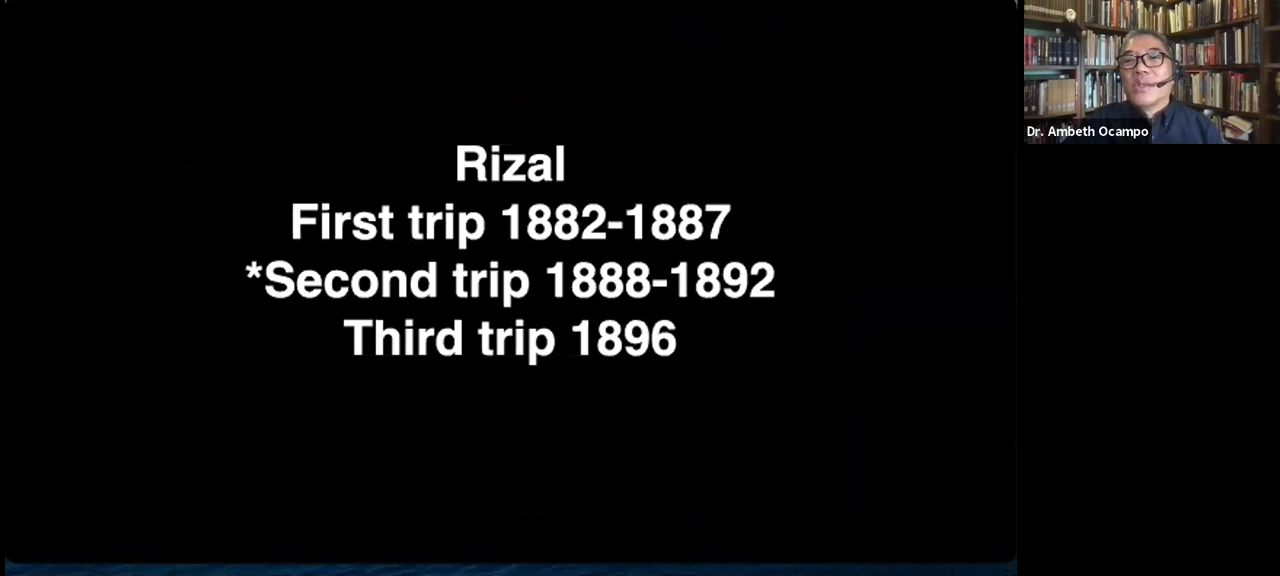 Rizal
First trip 1882-1887
*Second trip 1888-1892
Third trip 1896
Dr. Ambeth Ocampo